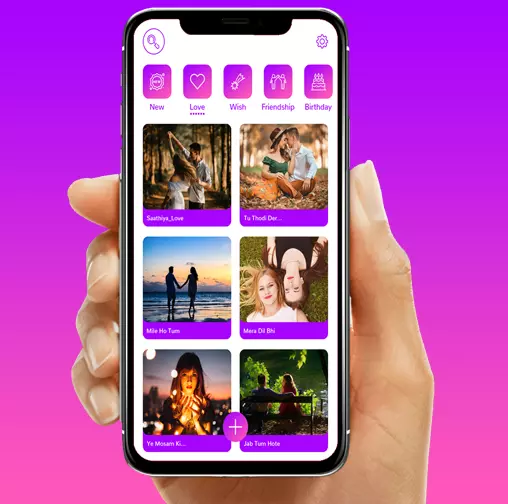 NEW
New
Love
Wish
Friendship
Birthday
Saathiya_Love
Tu Thodi Der...
Mile Ho Tum
Mera Dil Bhi
Ye Mosam Ki...
Jab Tum Hote